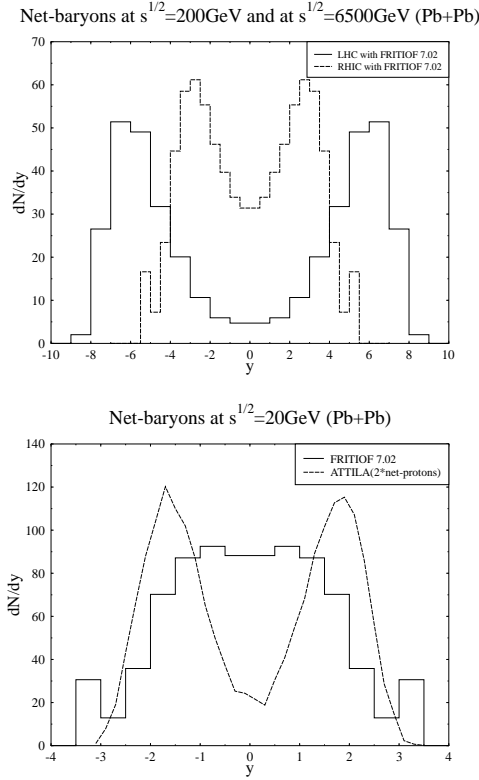 Net-baryons at s^1/2=200GeV and at s^1/2=6500GeV (Pb+Pb)
70
60
50
40
30
20
10
0
dN/dy
LHC with FRITIOF 7.02
RHIC with FRITIOF 7.02
-10 -8 -6 -4 -2 0 2 4 6 8 10
y
Net-baryons at s^1/2=20GeV (Pb+Pb)
140
120
100
80
60
40
20
0
dN/dy
FRITIOF 7.02
ATTILA(2*net-protons)
-4 -3 -2 -1 0 1 2 3 4
y